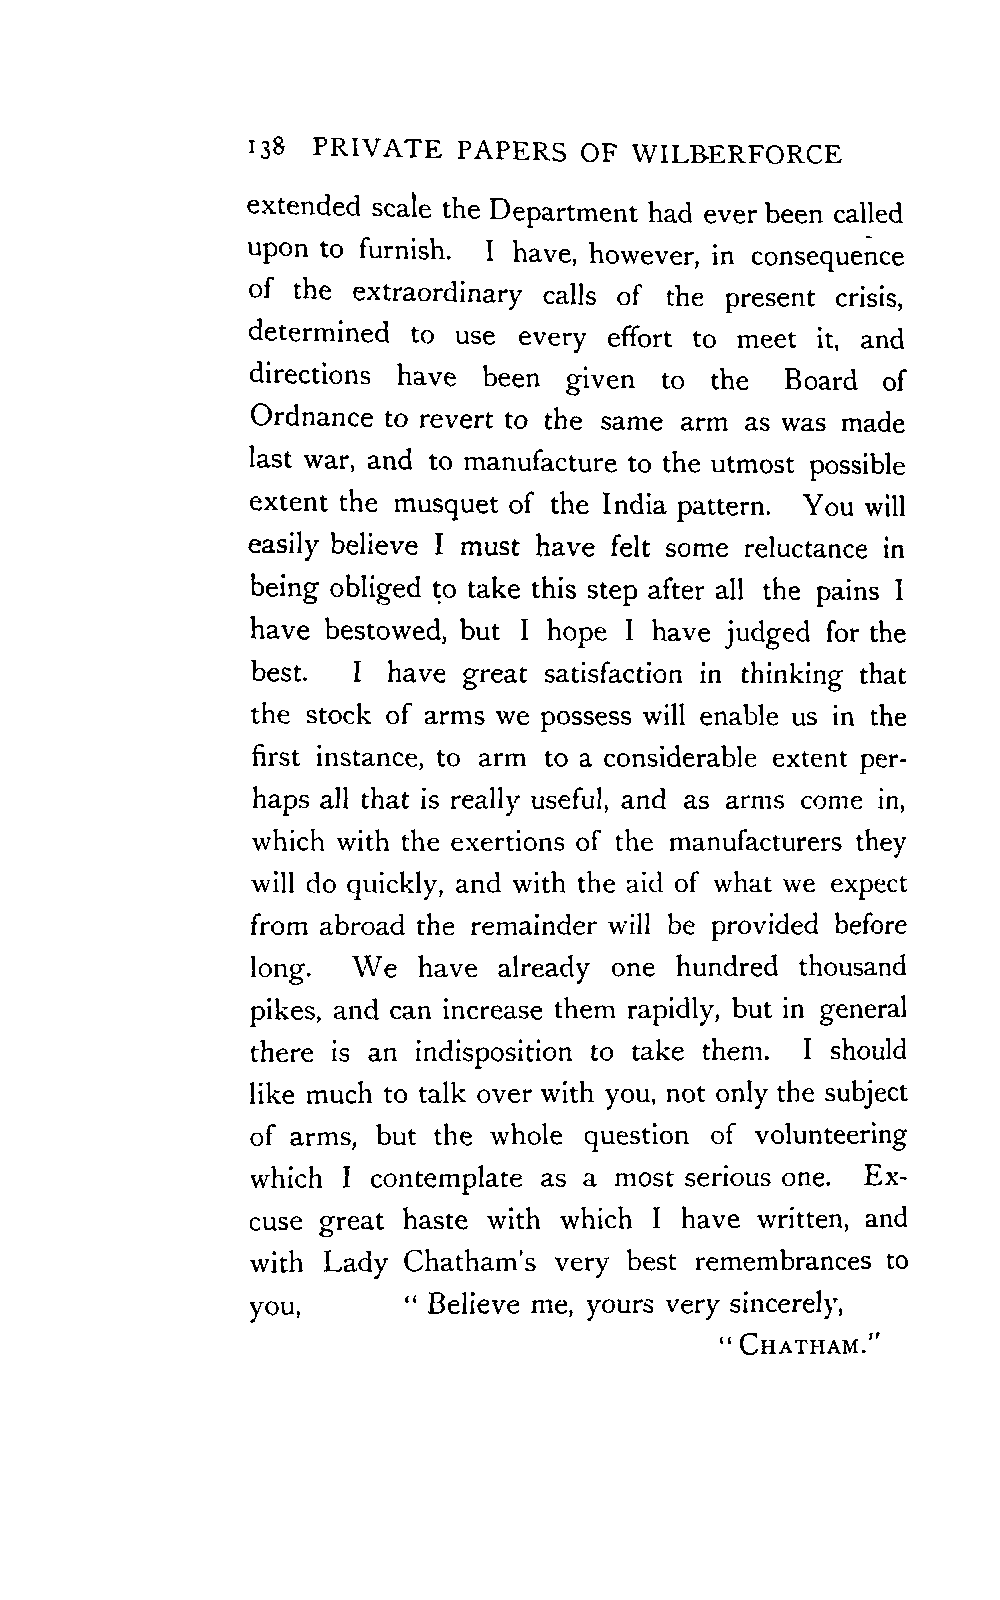 138 PRIVATE PAPERS OF WILBERFORCE
extended scale the Department had ever been called
upon to furnish. I have, however, in consequence
of the extraordinary calls of the present crisis,
determined to use every effort to meet it, and
directions have been given to the Board of
Ordnance to revert to the same arm as was made
last war, and to manufacture to the utmost possible
extent the musquet of the India pattern. You will
easily believe I must have felt some reluctance in
being obliged to take this step after all the pains I
have bestowed, but I hope I have judged for the
best. I have great satisfaction in thinking that
the stock of arms we possess will enable us in the
first instance, to arm to a considerable extent per-
haps all that is really useful, and as arms come in,
which with the exertions of the manufacturers they
will do quickly, and with the aid of what we expect
from abroad the remainder will be provided before
long. We have already one hundred thousand
pikes, and can increase them rapidly, but in general
there is an indisposition to take them. I should
like much to talk over with you, not only the subject
of arms, but the whole question of volunteering
which I contemplate as a most serious one. Ex-
cuse great haste with which I have written, and
with Lady Chatham's very best remembrances to
you, " Believe me, yours very sincerely,
" CHATHAM."